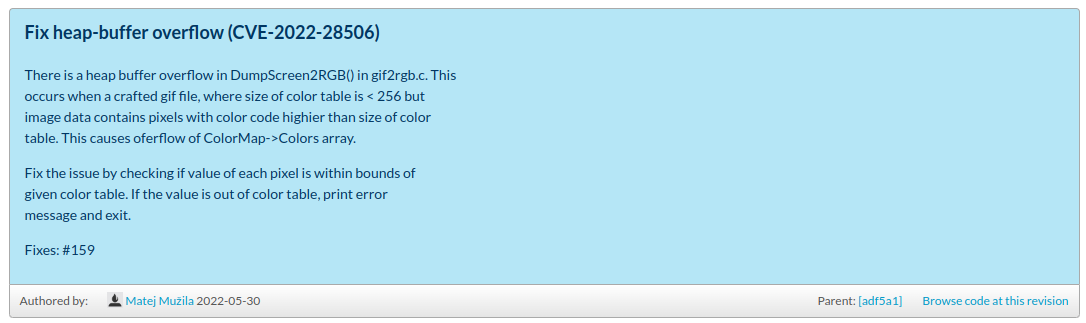 Fix heap-buffer overflow (CVE-2022-28506)
There is a heap buffer overflow in DumpScreen2RGB() in gif2rgb.c. This
occurs when a crafted gif file, where size of color table is < 256 but
image data contains pixels with color code highier than size of color
table. This causes oferflow of ColorMap->Colors array.
Fix the issue by checking if value of each pixel is within bounds of
given color table. If the value is out of color table, print error
message and exit.
Fixes: #159
Authored by: Matej Mužila 2022-05-30 Parent: [adf5a1] Browse code at this revision